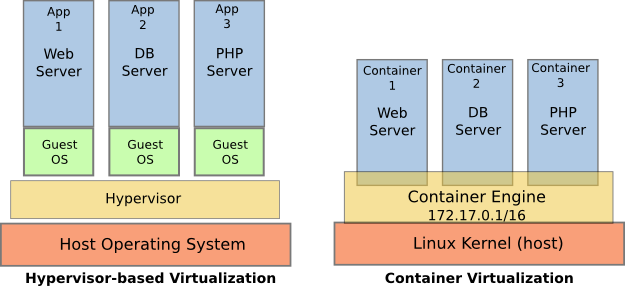 App
1
Web
Server
App
2
DB
Server
App
3
PHP
Server
Guest
OS
Guest
OS
Guest
OS
Hypervisor
Host Operating System
Hypervisor-based Virtualization
Container
1
Web
Server
Container
2
DB
Server
Container
3
PHP
Server
Container Engine
172.17.0.1/16
Linux Kernel (host)
Container Virtualization